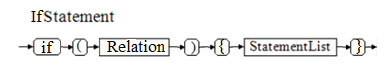 IfStatement
if ( Relation ) { StatementList }